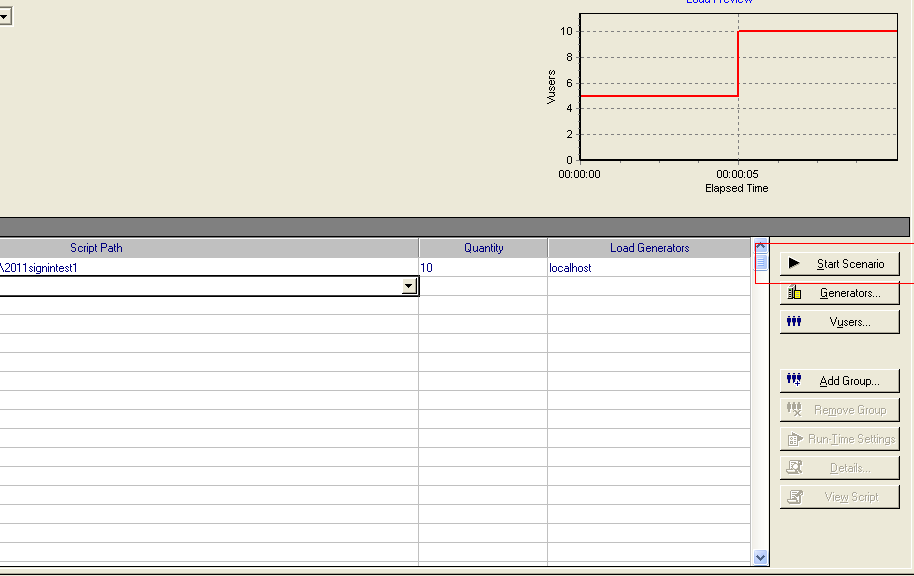 Load Preview
10
8
6
4
2
0
Vusers
00:00:00
00:00:05
Elapsed Time
Script Path
Quantity
Load Generators
\2011signintest1
10
localhost
Start Scenario
Generators...
Vusers...
Add Group...
Remove Group
Run-Time Settings
Details...
View Script